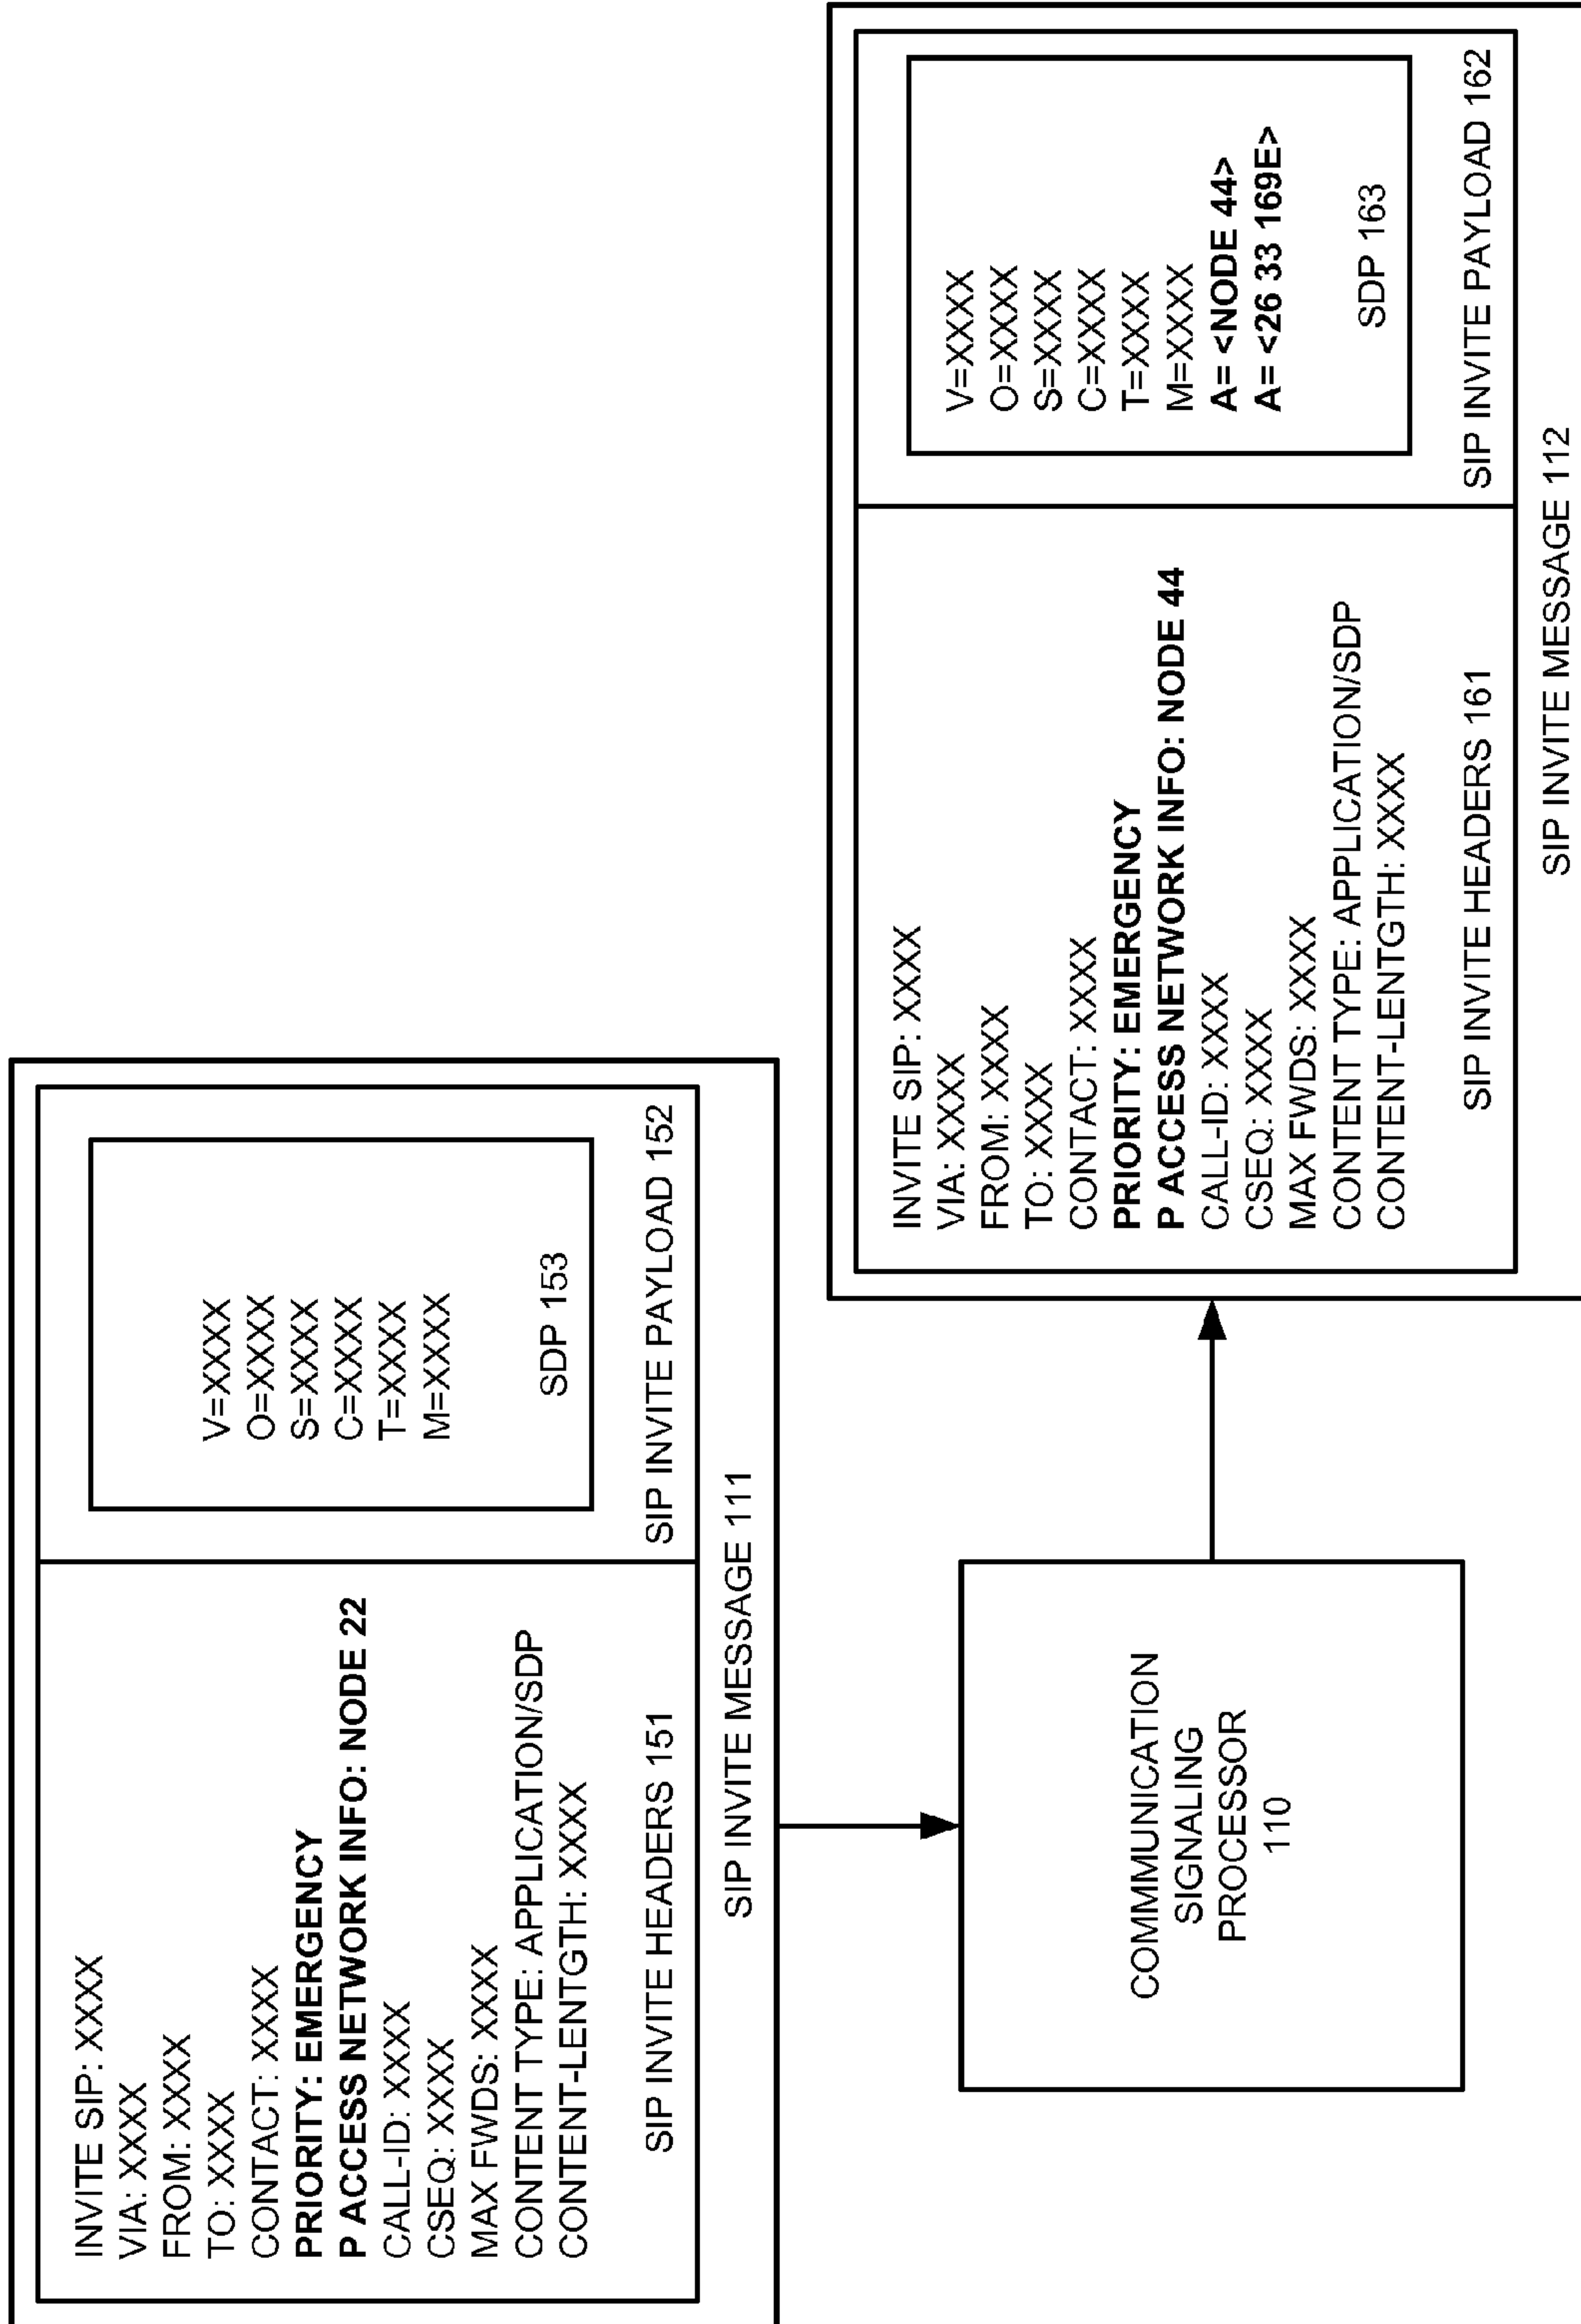 INVITE SIP: XXXX
VIA: XXXX
FROM: XXXX
TO: XXXX
CONTACT: XXXX
PRIORITY: EMERGENCY
P ACCESS NETWORK INFO: NODE 22
CALL-ID: XXXX
CSEQ: XXXX
MAX FWDS: XXXX
CONTENT TYPE: APPLICATION/SDP
CONTENT-LENTGTH: XXXX
SIP INVITE HEADERS 151
V=XXXX
O=XXXX
S=XXXX
C=XXXX
T=XXXX
M=XXXX
SDP 153
SIP INVITE PAYLOAD 152
SIP INVITE MESSAGE 111
COMMMUNICATION
SIGNALING
PROCESSOR
110
INVITE SIP: XXXX
VIA: XXXX
FROM: XXXX
TO: XXXX
CONTACT: XXXX
PRIORITY: EMERGENCY
P ACCESS NETWORK INFO: NODE 44
CALL-ID: XXXX
CSEQ: XXXX
MAX FWDS: XXXX
CONTENT TYPE: APPLICATION/SDP
CONTENT-LENTGTH: XXXX
SIP INVITE HEADERS 161
V=XXXX
O=XXXX
S=XXXX
C=XXXX
T=XXXX
M=XXXX
A= <NODE 44>
A= <26 33 169E>
SDP 163
SIP INVITE PAYLOAD 162
SIP INVITE MESSAGE 112